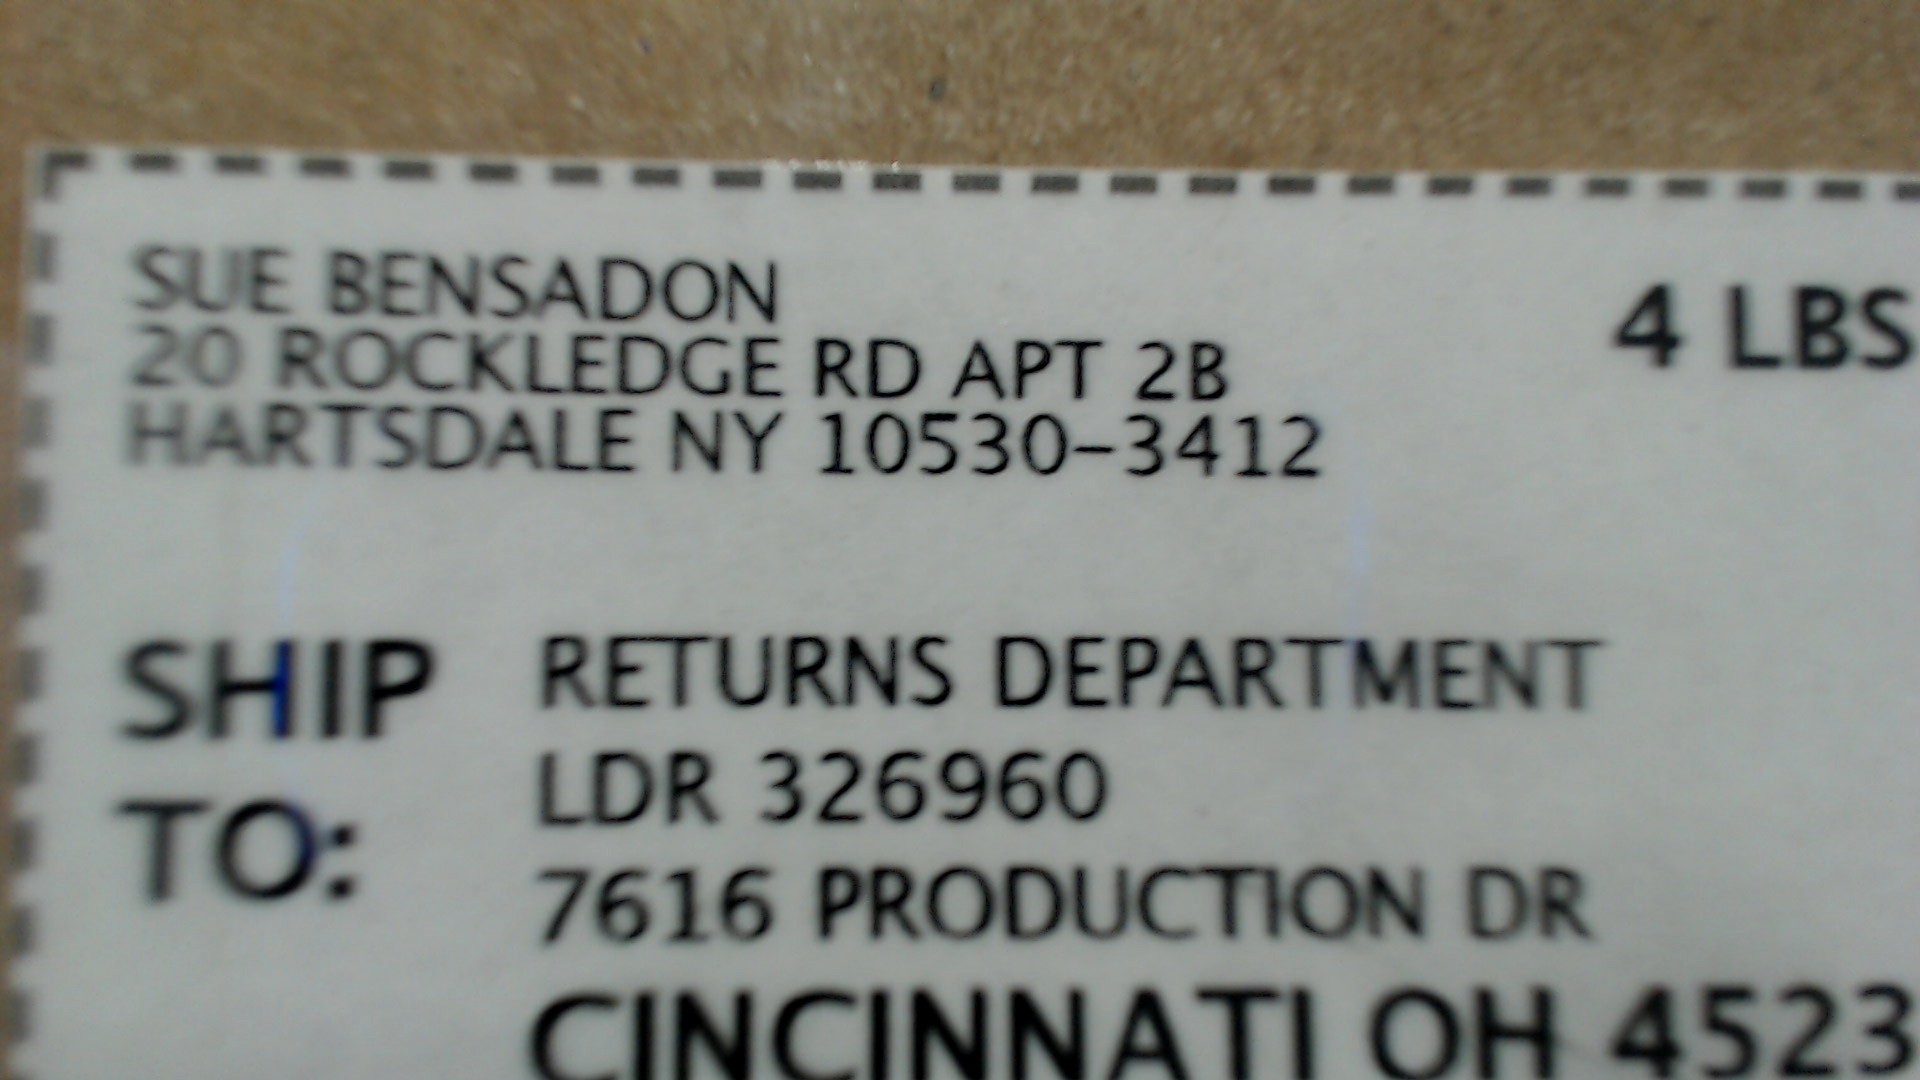 SUE BENSADON
20 ROCKLEDGE RD APT 2B
HARTSDALE NY 10530-3412
4 LBS
SHIP TO:
RETURNS DEPARTMENT
LDR 326960
7616 PRODUCTION DR
CINCINNATI OH 4523